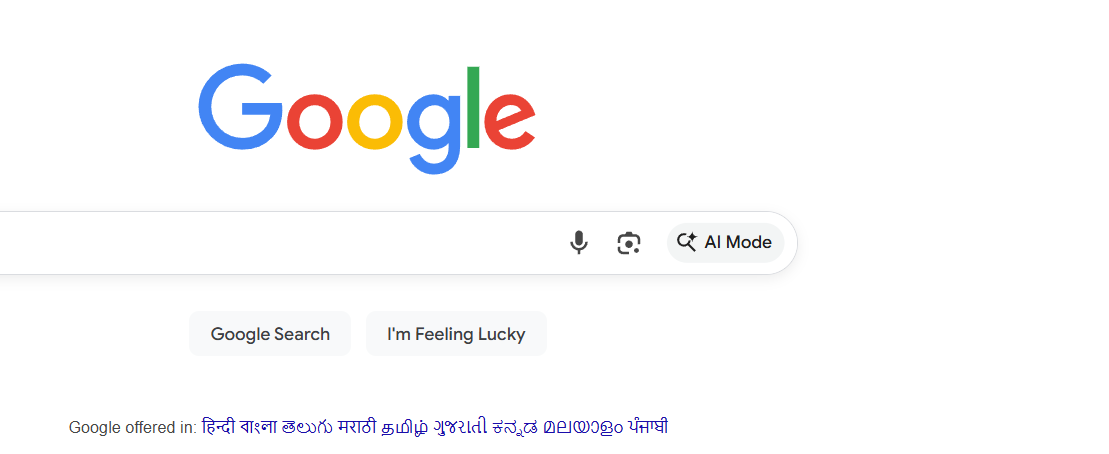 Google
AI Mode
Google Search I'm Feeling Lucky
Google offered in: हिन्दी বাংলা తెలుగు मराठी தமிழ் ગુજરાતી ಕನ್ನಡ മലയാളം ਪੰਜਾਬੀ